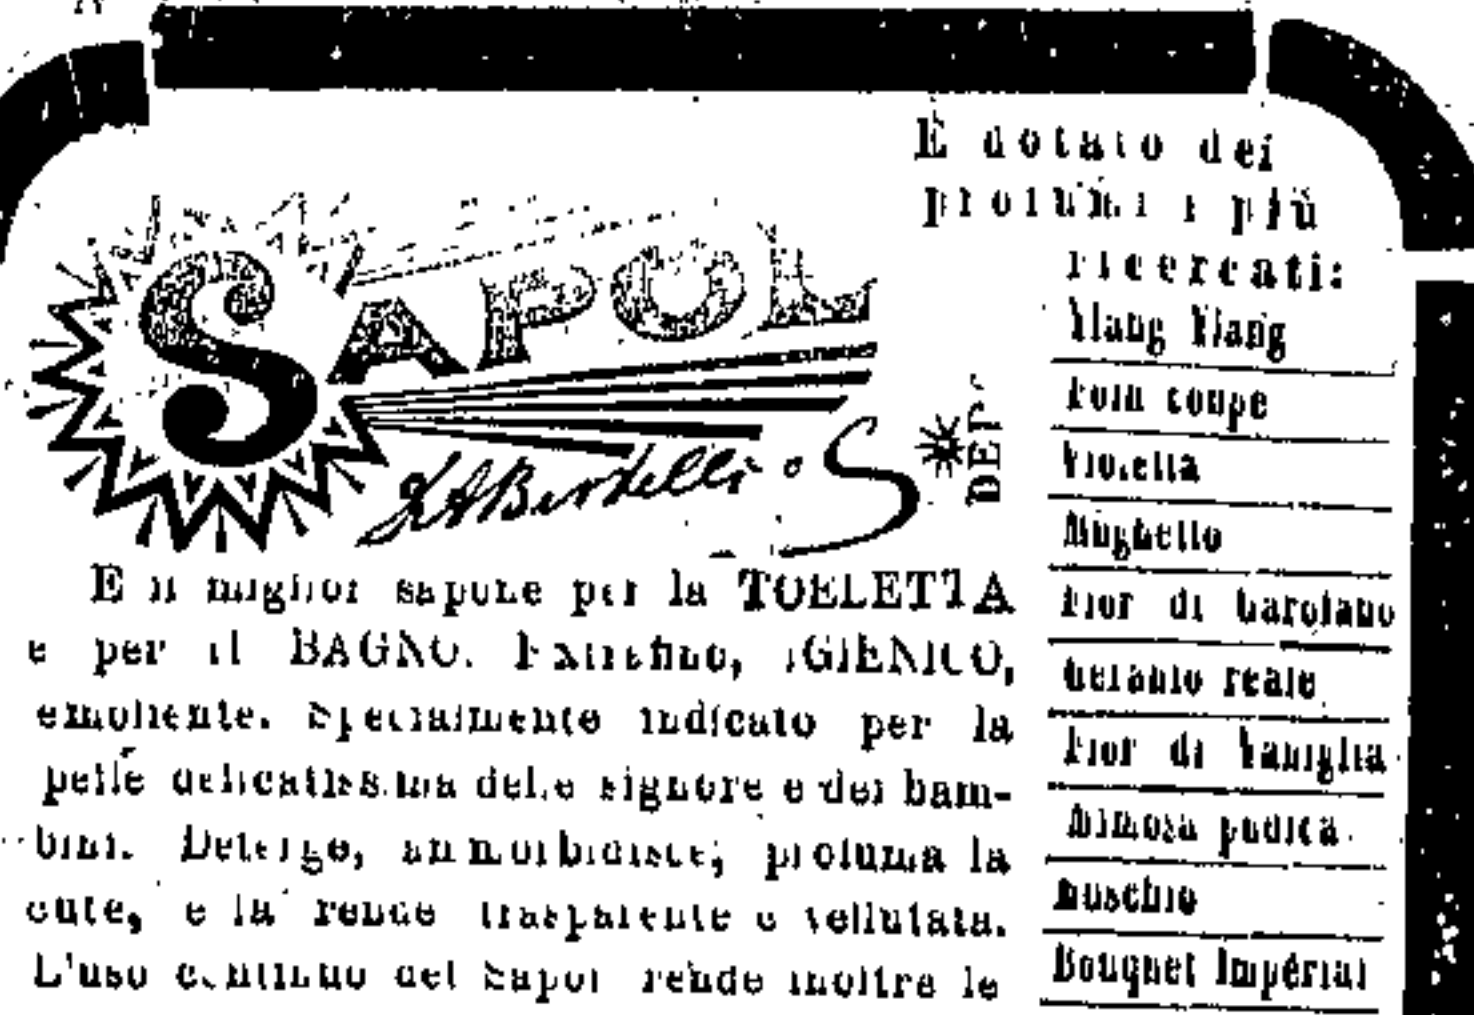 SAPOL
A Bertelli
DEP
È il miglior sapone per la TOELETTA
e per il BAGNO. Extrafino, IGIENICO,
emoliente. Specialmente indicato per la
pelle delicatissima delle signore e dei bam-
bini. Deterge, ammorbidisce, profuma la
cute, e la rende trasparente e vellutata.
L'uso continuo del Sapol rende inoltre le
È dotato dei
profumi i più
ricercati:
Ylang Ylang
Foin coupé
Violetta
Mughetto
Fior di Garofano
Geranio reale
Fior di Vaniglia
Mimosa pudica
Muschio
Bouquet Impérial